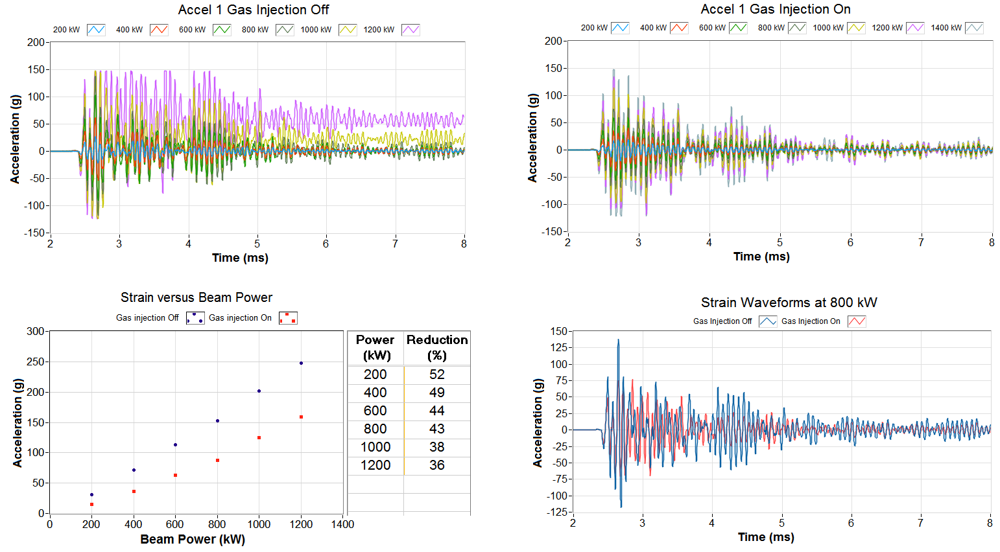 Accel 1 Gas Injection Off
200 kW 400 kW 600 kW 800 kW 1000 kW 1200 kW
200
150
100
50
0
-50
-100
-150
Acceleration (g)
2 3 4 5 6 7 8
Time (ms)
Accel 1 Gas Injection On
200 kW 400 kW 600 kW 800 kW 1000 kW 1200 kW 1400 kW
200
150
100
50
0
-50
-100
-150
Acceleration (g)
2 3 4 5 6 7 8
Time (ms)
Strain versus Beam Power
Gas injection Off Gas injection On
300
250
200
150
100
50
0
Acceleration (g)
0 200 400 600 800 1000 1200 1400
Beam Power (kW)
Power Reduction
(kW) (%)
200 52
400 49
600 44
800 43
1000 38
1200 36
Strain Waveforms at 800 kW
Gas Injection Off Gas Injection On
150
125
100
75
50
25
0
-25
-50
-75
-100
-125
Acceleration (g)
2 3 4 5 6 7 8
Time (ms)